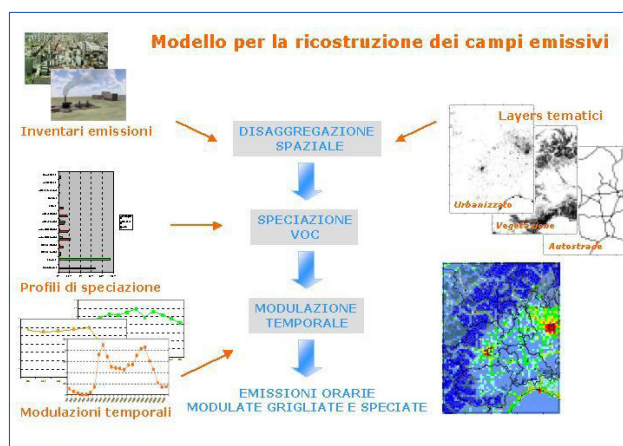 Modello per la ricostruzione dei campi emissivi
Inventari emissioni
DISAGGREGAZIONE
SPAZIALE
Layers tematici
Urbanizzato
Vegetazione
Autostrade
SPECIAZIONE
VOC
Profili di speciazione
MODULAZIONE
TEMPORALE
Modulazioni temporali
EMISSIONI ORARIE
MODULATE GRIGLIATE E SPECIATE